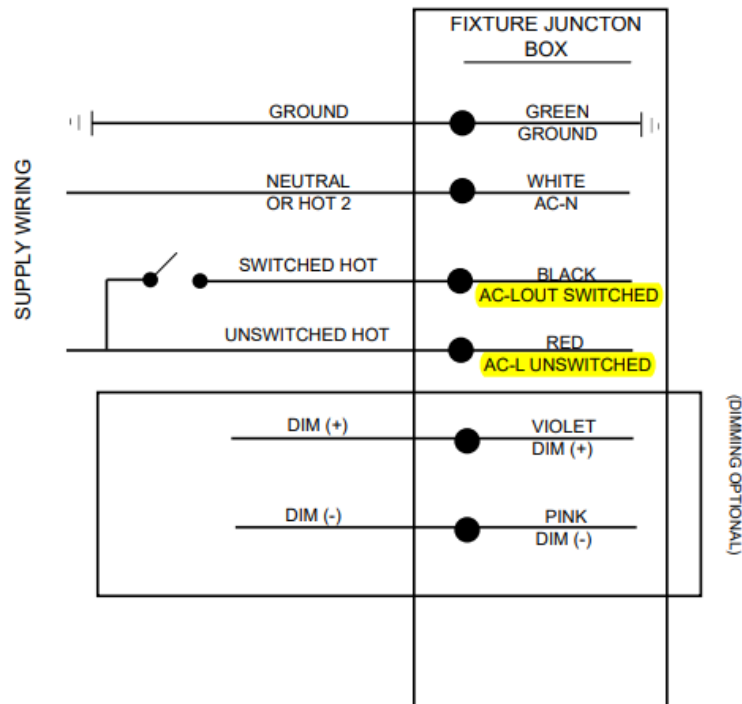 FIXTURE JUNCTON
BOX
GROUND
GREEN
GROUND
NEUTRAL
OR HOT 2
WHITE
AC-N
SWITCHED HOT
BLACK
AC-LOUT SWITCHED
UNSWITCHED HOT
RED
AC-L UNSWITCHED
SUPPLY WIRING
DIM (+)
VIOLET
DIM (+)
DIM (-)
PINK
DIM (-)
(DIMMING OPTIONAL)